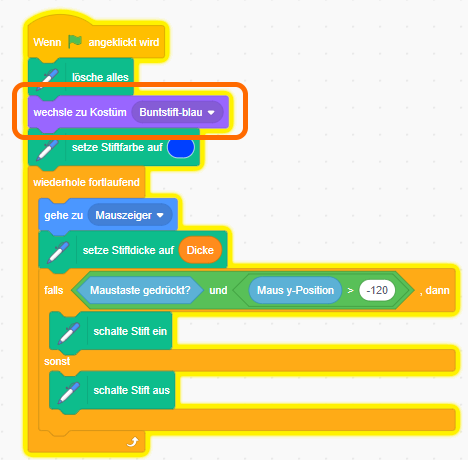 Wenn angeklickt wird
lösche alles
wechsle zu Kostüm Buntstift-blau
setze Stiftfarbe auf
wiederhole fortlaufend
gehe zu Mauszeiger
setze Stiftdicke auf Dicke
falls Maustaste gedrückt? und Maus y-Position > -120 , dann
schalte Stift ein
sonst
schalte Stift aus